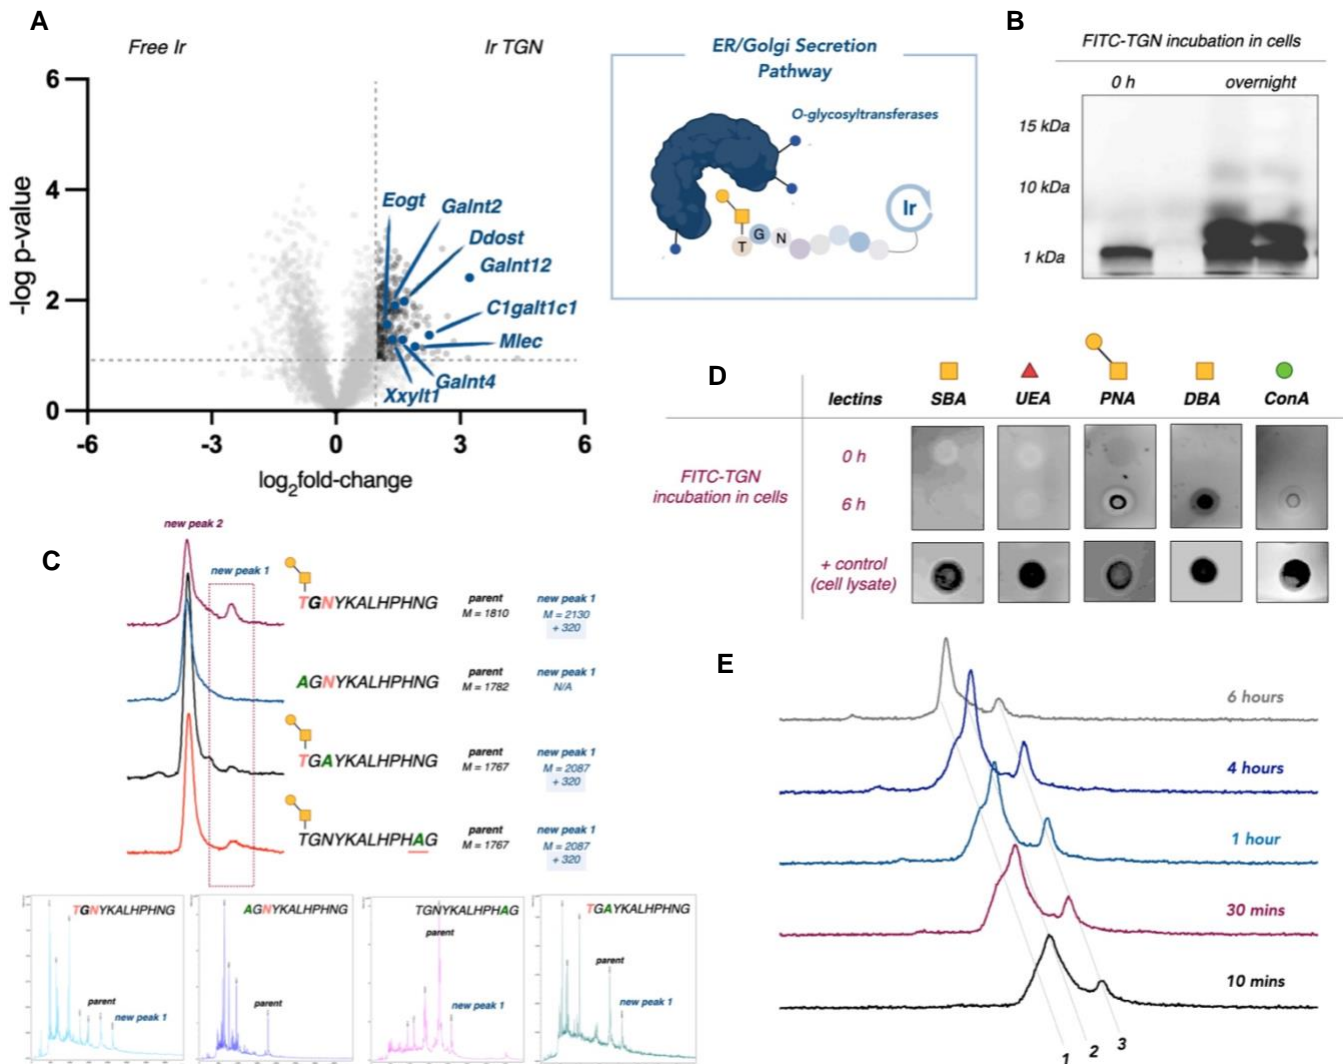 A
Free Ir
Ir TGN
6
4
2
0
-6
-3
0
3
6
-log p-value
log2fold-change
Eogt
Galnt2
Ddost
Galnt12
C1galt1c1
Mlec
Galnt4
Xxylt1
ER/Golgi Secretion
Pathway
O-glycosyltransferases
T
G
N
Ir
B
FITC-TGN incubation in cells
0 h
overnight
15 kDa
10 kDa
1 kDa
C
new peak 2
new peak 1
TGNYKALHPHNG
parent
M = 1810
new peak 1
M = 2130
+ 320
AGNYKALHPHNG
parent
M = 1782
new peak 1
N/A
TGAYKALHPHNG
parent
M = 1767
new peak 1
M = 2087
+ 320
TGNYKALHPHAG
parent
M = 1767
new peak 1
M = 2087
+ 320
TGNYKALHPHNG
parent
new peak 1
AGNYKALHPHNG
parent
TGNYKALHPHAG
parent
new peak 1
TGAYKALHPHNG
parent
new peak 1
D
lectins
SBA
UEA
PNA
DBA
ConA
FITC-TGN
incubation in cells
0 h
6 h
+ control
(cell lysate)
E
6 hours
4 hours
1 hour
30 mins
10 mins
1
2
3